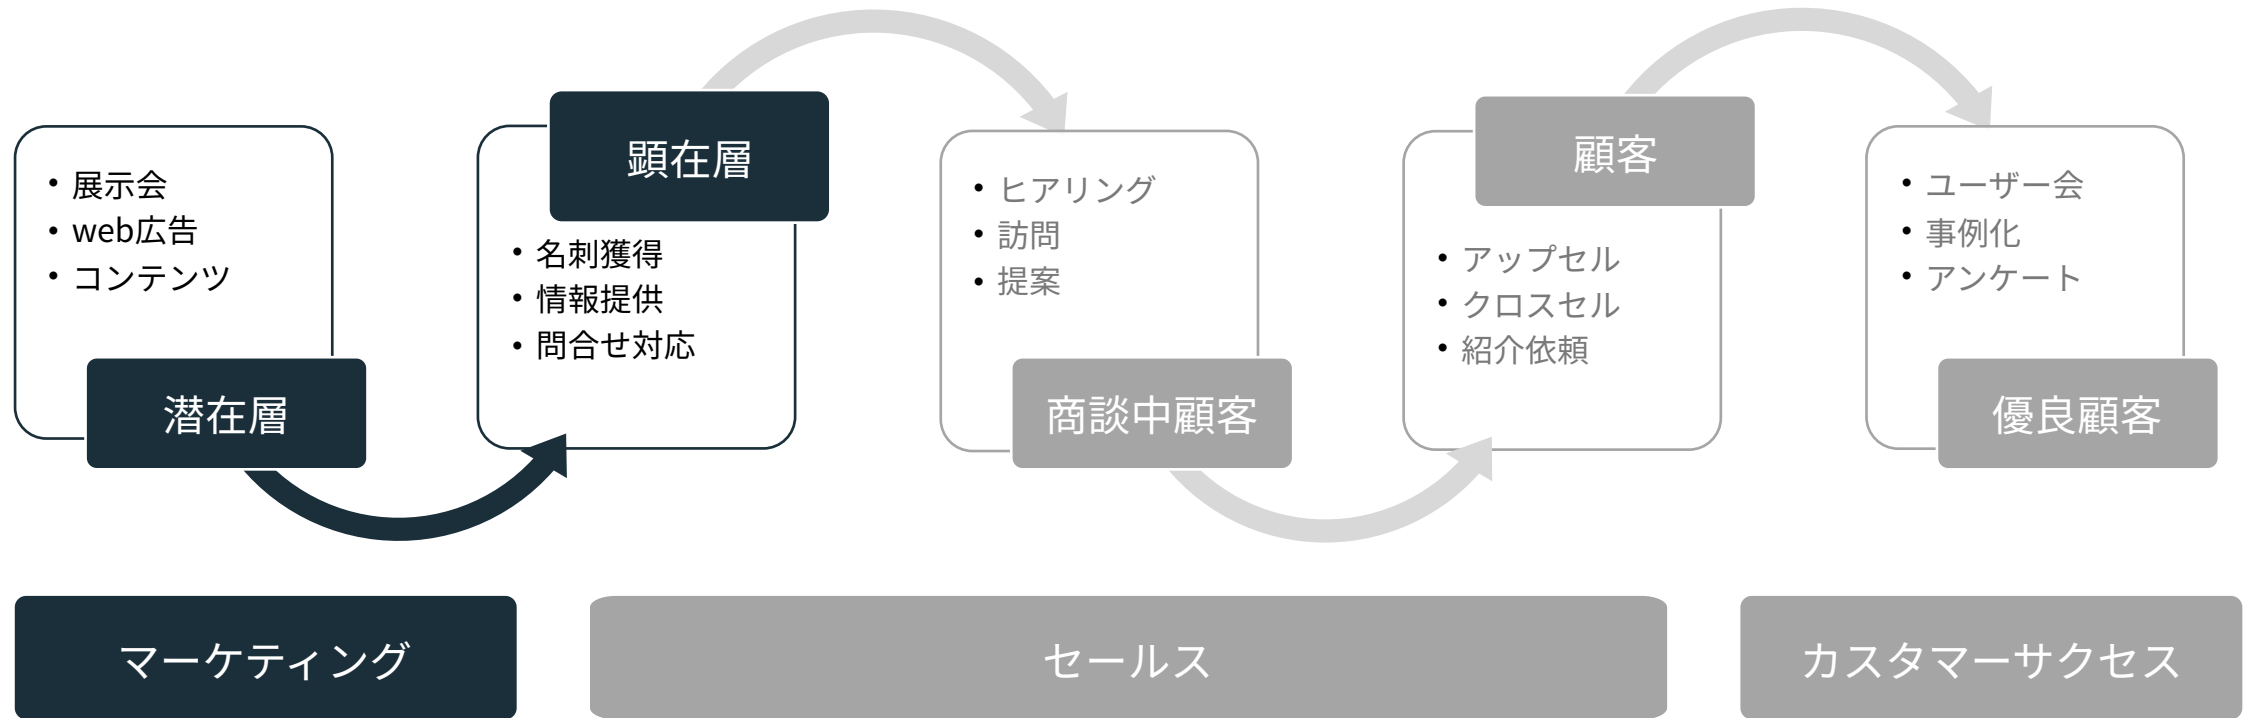 ・展示会
・web広告
・コンテンツ
潜在層
顕在層
・名刺獲得
・情報提供
・問合せ対応
・ヒアリング
・訪問
・提案
商談中顧客
顧客
・アップセル
・クロスセル
・紹介依頼
・ユーザー会
・事例化
・アンケート
優良顧客
マーケティング
セールス
カスタマーサクセス